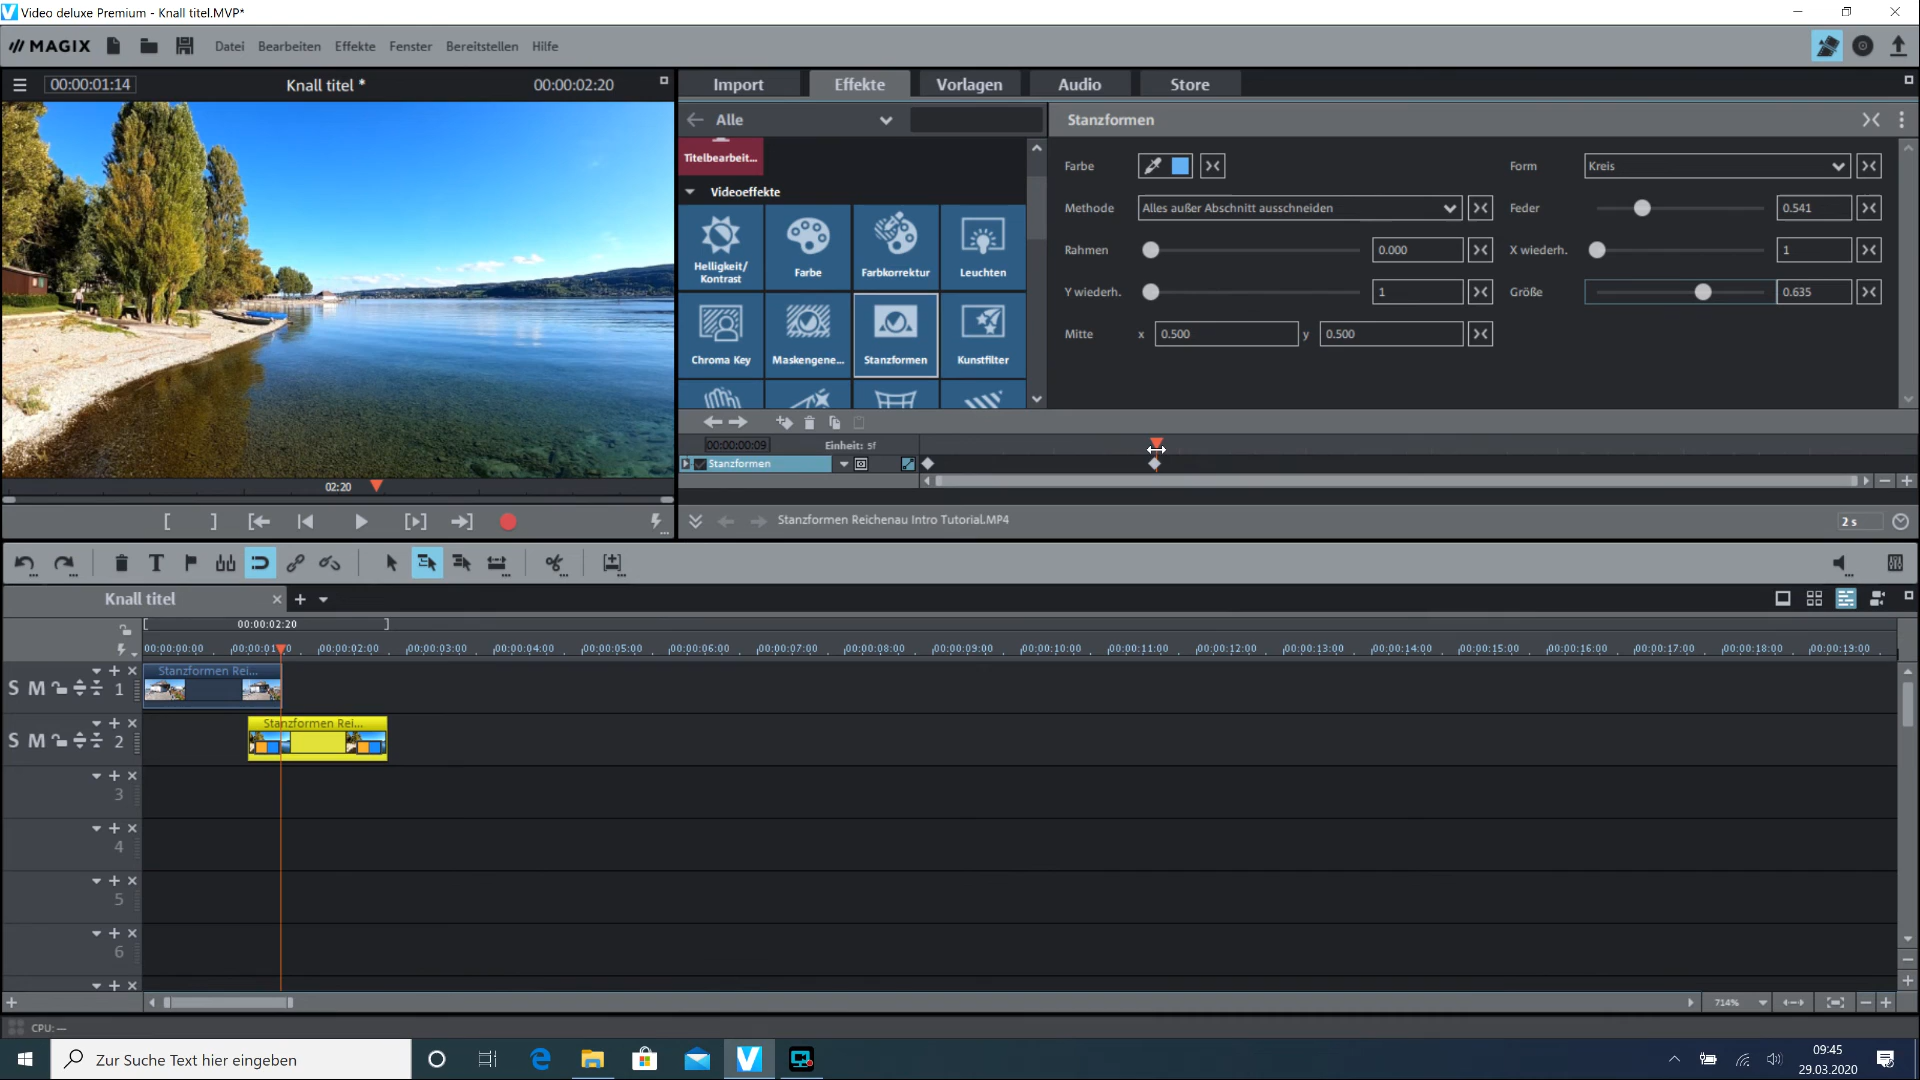 Video deluxe Premium - Knall titel.MVP*
MAGIX Datei Bearbeiten Effekte Fenster Bereitstellen Hilfe
00:00:01:14 Knall titel * 00:00:02:20
Import Effekte Vorlagen Audio Store
Alle
Stanzformen
Titelbearbeit...
Videoeffekte
Helligkeit/
Kontrast
Farbe
Farbkorrektur
Leuchten
Chroma Key
Maskengene...
Stanzformen
Kunstfilter
Farbe
Form Kreis
Methode Alles außer Abschnitt ausschneiden
Feder 0.541
Rahmen 0.000
X wiederh. 1
Y wiederh. 1
Größe 0.635
Mitte x 0.500 y 0.500
00:00:00:09 Einheit: 5f
Stanzformen
02:20
Stanzformen Reichenau Intro Tutorial.MP4
2 s
Knall titel
00:00:02:20
00:00:00:00 00:00:01:00 00:00:02:00 00:00:03:00 00:00:04:00 00:00:05:00 00:00:06:00 00:00:07:00 00:00:08:00 00:00:09:00 00:00:10:00 00:00:11:00 00:00:12:00 00:00:13:00 00:00:14:00 00:00:15:00 00:00:16:00 00:00:17:00 00:00:18:00 00:00:19:00
Stanzformen Rei...
S M 1
Stanzformen Rei...
S M 2
3
4
5
6
714%
CPU: —
Zur Suche Text hier eingeben
09:45
29.03.2020